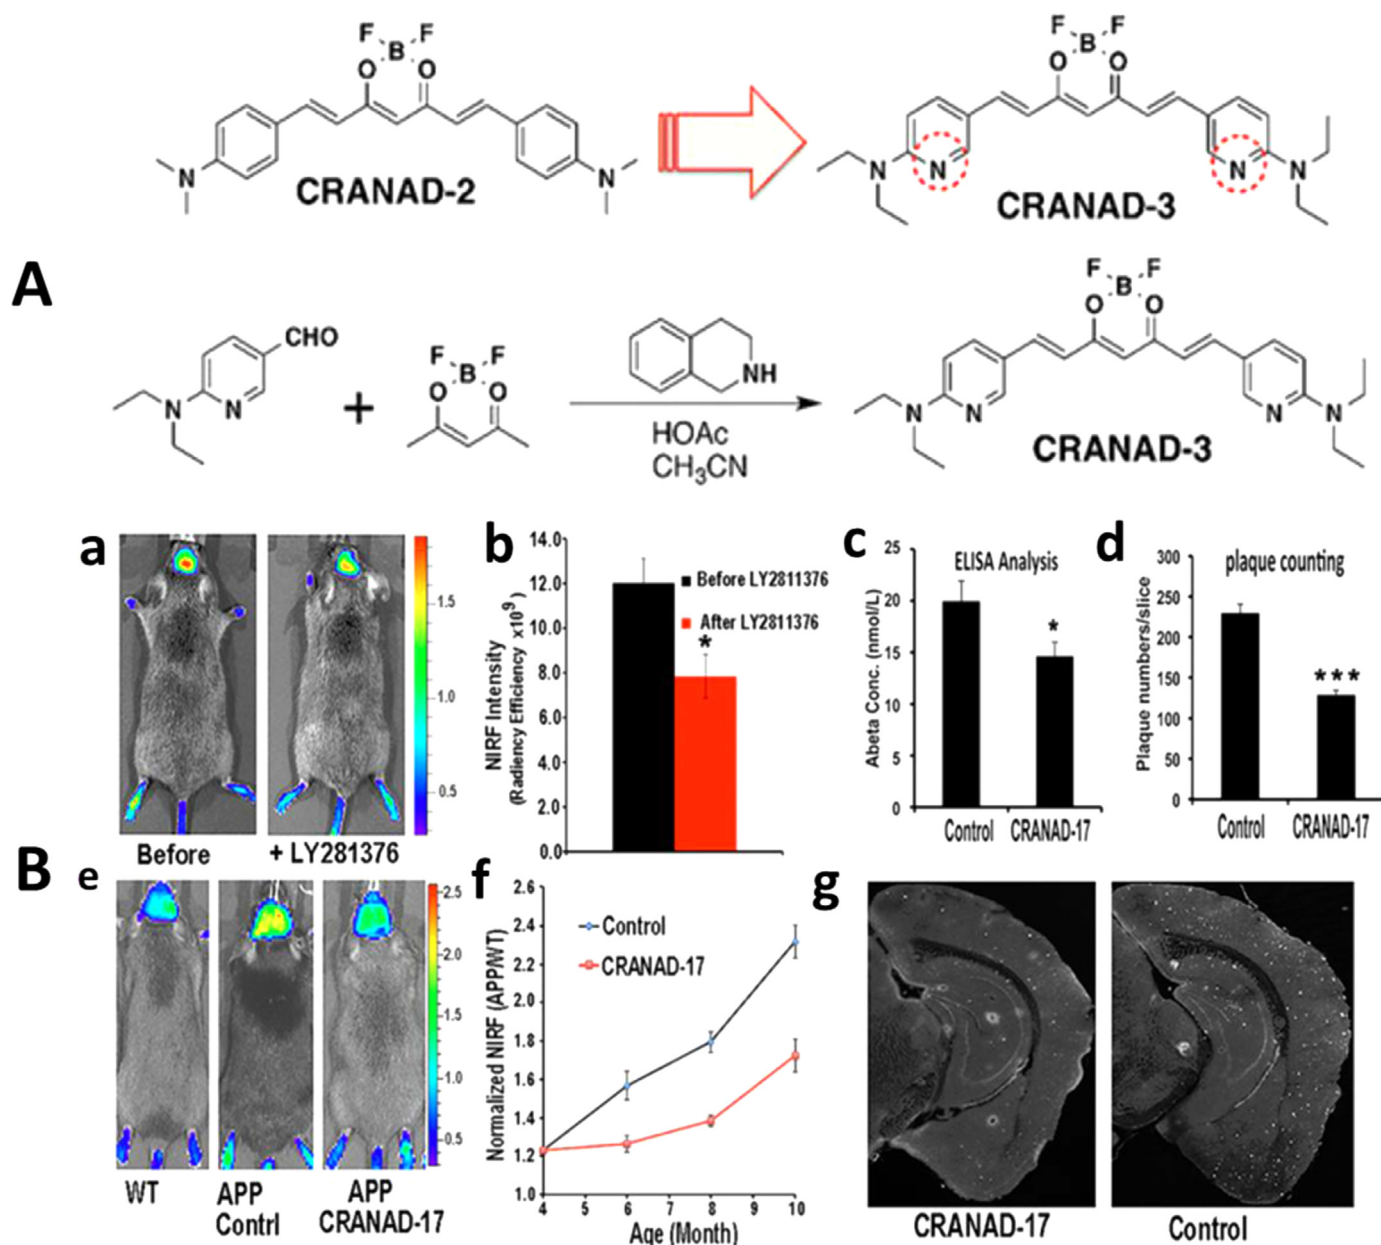 F F
B
O O
N
CRANAD-2
N
F F
B
O O
N
N
CRANAD-3
N
N
A
CHO
N
N
+
F F
B
O O
NH
HOAc
CH3CN
F F
B
O O
N
N
CRANAD-3
N
N
a
1.5
1.0
0.5
Before
+ LY281376
b
14.0
12.0
10.0
8.0
6.0
4.0
2.0
0.0
NIRF Intensity
(Radiency Efficiency x10^9)
Before LY2811376
After LY2811376
*
c
ELISA Analysis
Abeta Conc. (nmol/L)
25
20
15
10
5
0
*
Control
CRANAD-17
d
plaque counting
Plaque numbers/slice
300
250
200
150
100
50
0
***
Control
CRANAD-17
B
e
2.5
2.0
1.5
1.0
0.5
WT
APP
Contrl
APP
CRANAD-17
f
Normalized NIRF (APP/WT)
2.6
2.4
2.2
2.0
1.8
1.6
1.4
1.2
1.0
Control
CRANAD-17
4 5 6 7 8 9 10
Age (Month)
g
CRANAD-17
Control